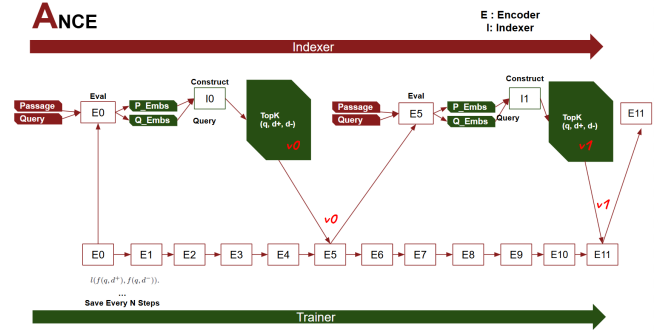 ANCE
E : Encoder
I: Indexer
Indexer
Eval
Passage
Query
E0
P_Embs
Q_Embs
Construct
I0
Query
TopK
(q, d+, d-)
v0
Eval
Passage
Query
E5
P_Embs
Q_Embs
Construct
I1
Query
TopK
(q, d+, d-)
v1
E11
v0
v1
E0 E1 E2 E3 E4 E5 E6 E7 E8 E9 E10 E11
l(f(q, d⁺), f(q, d⁻)).
...
Save Every N Steps
Trainer